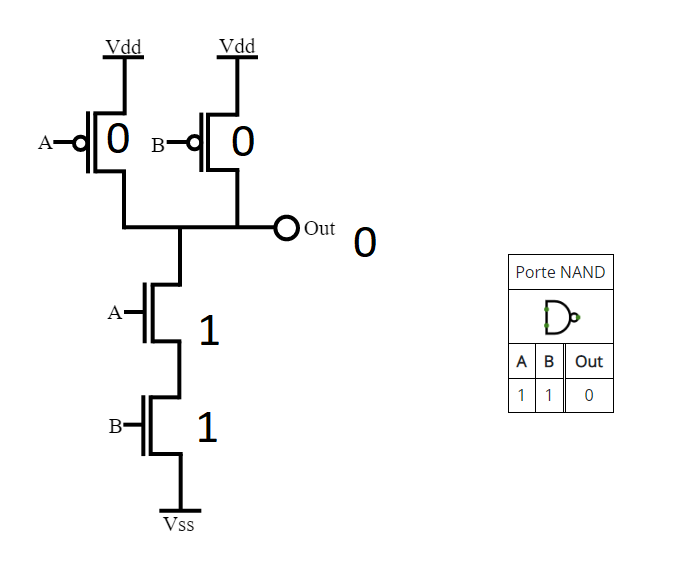 Vdd Vdd
A 0 B 0
Out 0
A 1
B 1
Vss
Porte NAND
A B Out
1 1 0